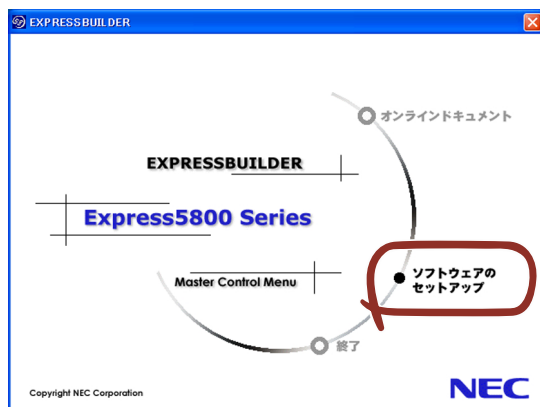 EXPRESSBUILDER
オンラインドキュメント
EXPRESSBUILDER
Express5800 Series
ソフトウェアの
セットアップ
Master Control Menu
終了
Copyright NEC Corporation
NEC